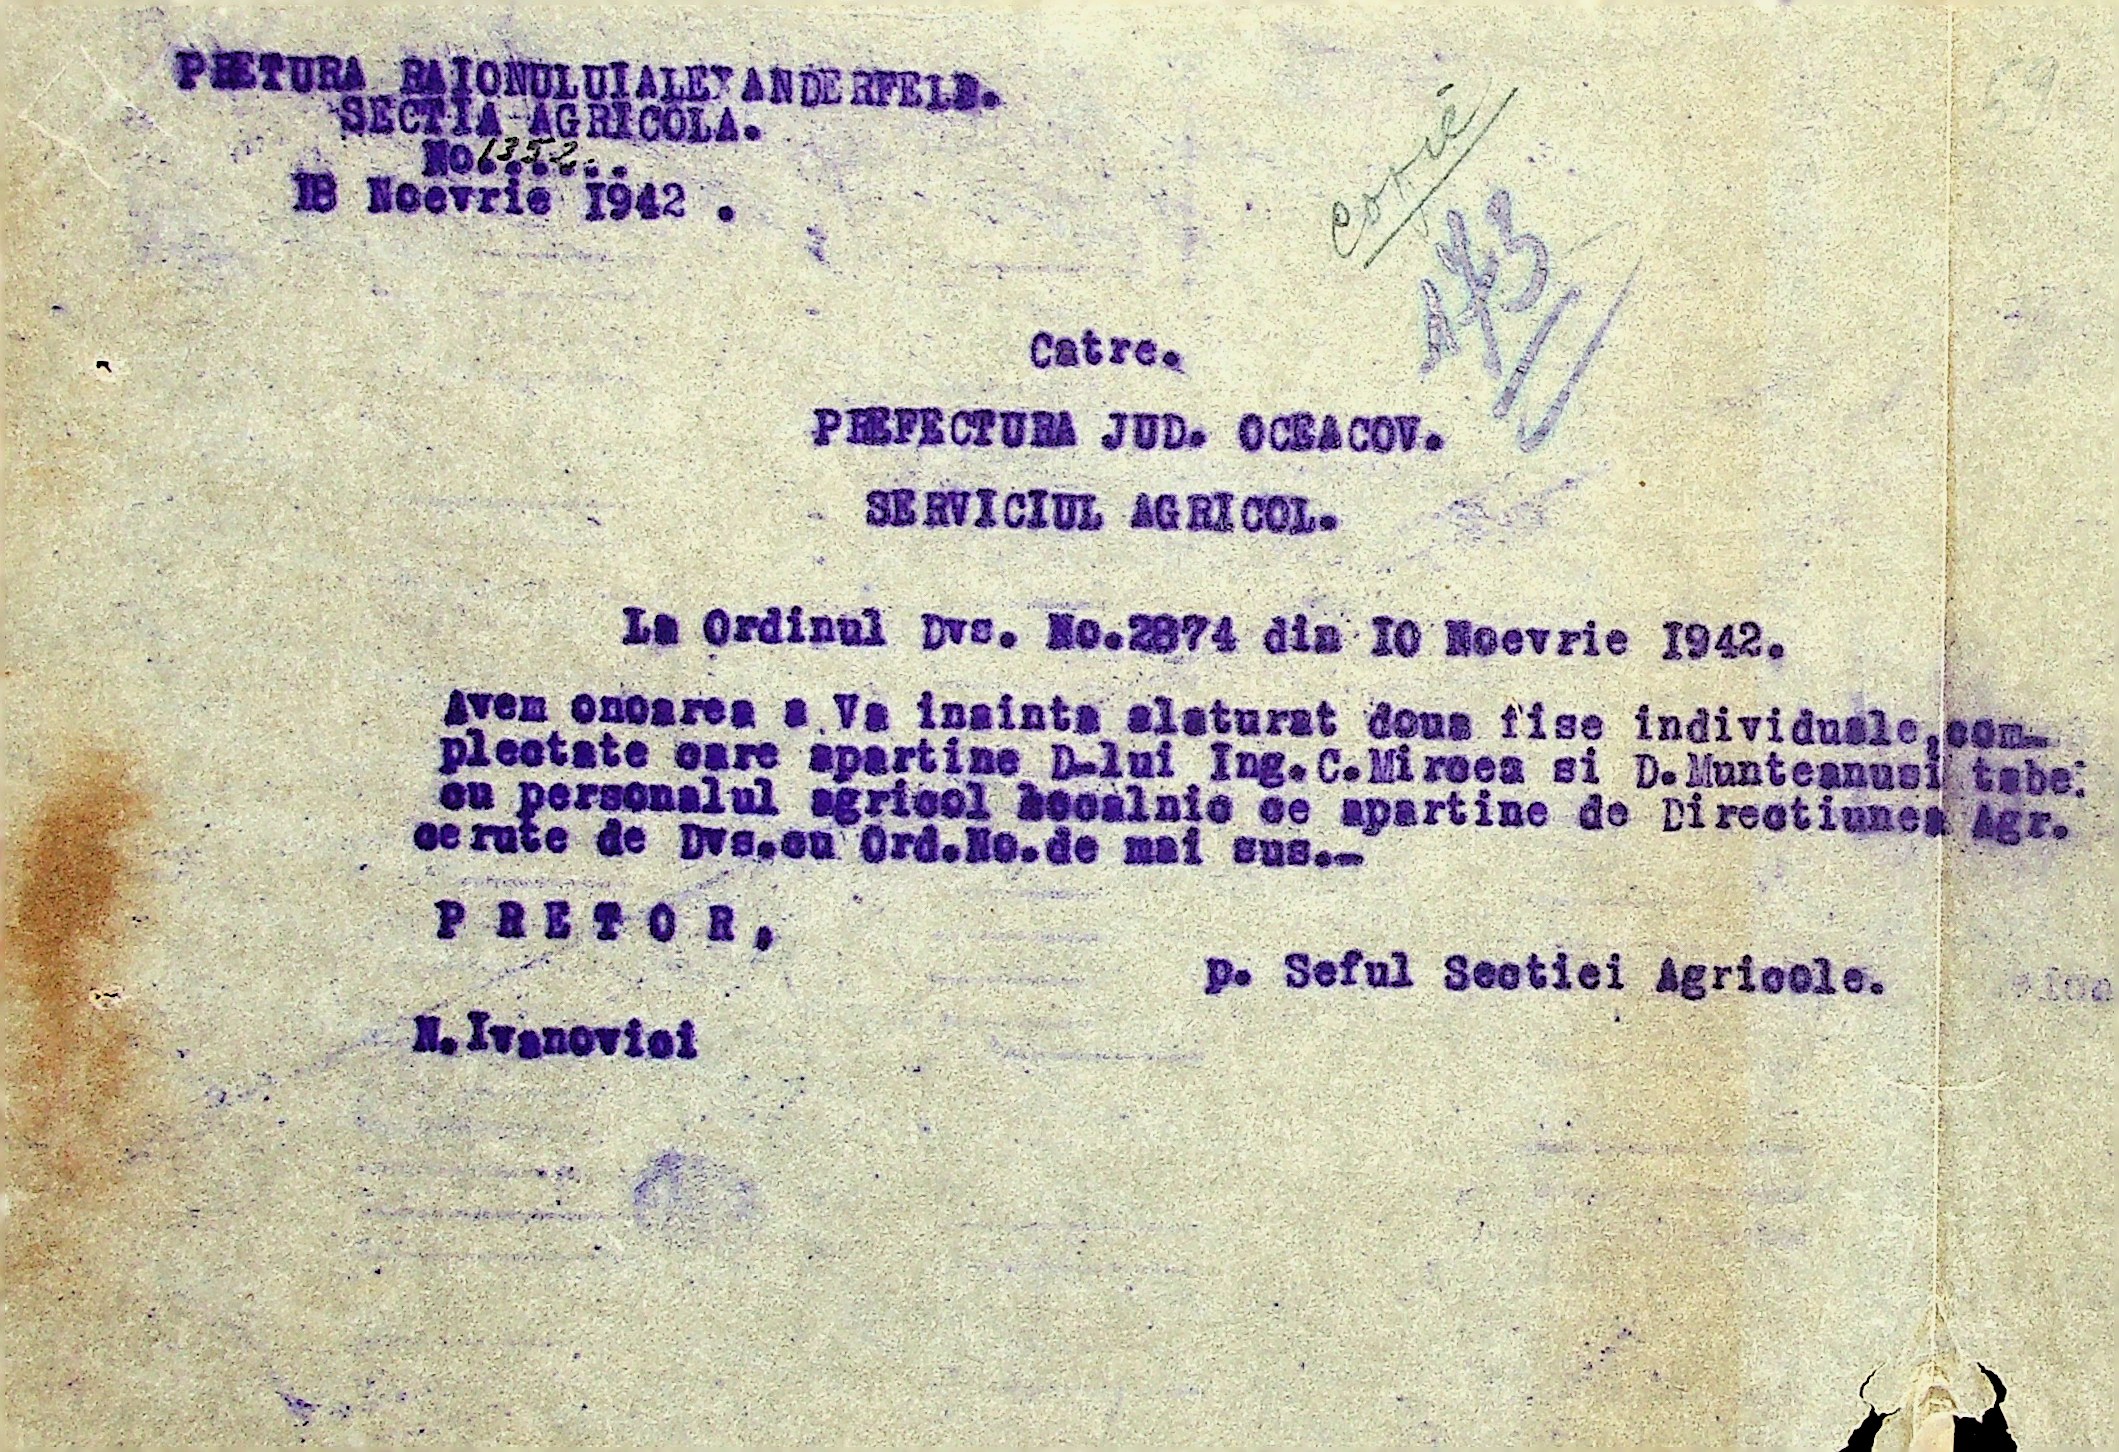 PRETURA RAIONULUI ALEXANDERFELD.
SECTIA AGRICOLA.
No.1352...
18 Noevrie 1942 .
copie
59
Catre.
PREFECTURA JUD. OCEACOV.
SERVICIUL AGRICOL.
La Ordinul Dvs. No.2874 din 10 Noevrie 1942.
Avem onoarea a Va inainta alaturat doua fise individuale,com-
plectate care apartine D-lui Ing.C.Mircea si D.Munteanusi tabe.
cu personalul agricol localnic ce apartine de Directiunea Agr.
cerute de Dvs.cu Ord.No.de mai sus.-
P R E T O R,
p. Seful Sectiei Agricole.
N.Ivanovici